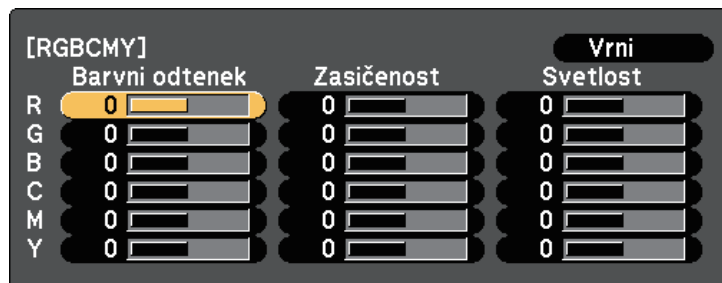 [RGBCMY] Vrni
Barvni odtenek Zasičenost Svetlost
R 0 0 0
G 0 0 0
B 0 0 0
C 0 0 0
M 0 0 0
Y 0 0 0